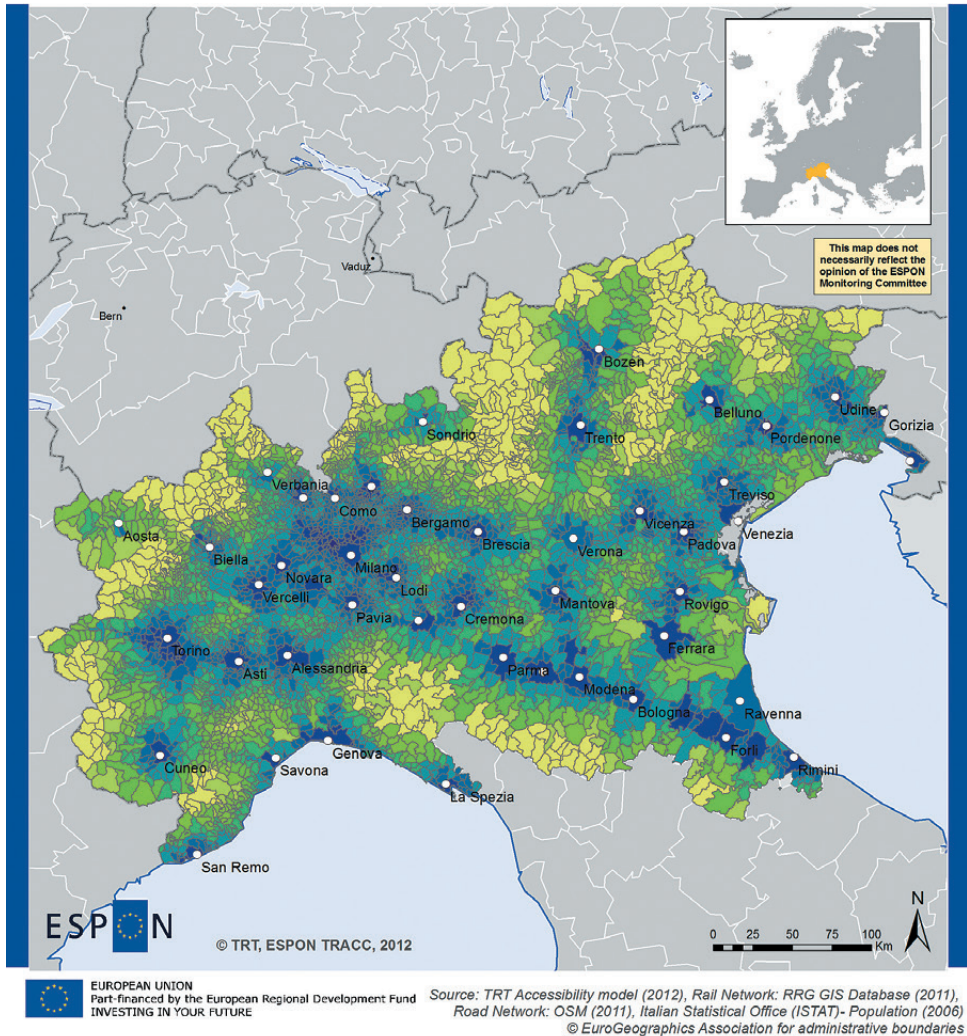 This map does not
necessarily reflect the
opinion of the ESPON
Monitoring Committee
Vaduz
Bern
Bozen
Belluno
Udine
Gorizia
Sondrio
Trento
Pordenone
Verbania
Treviso
Como
Bergamo
Vicenza
Venezia
Aosta
Brescia
Padova
Biella
Verona
Milano
Novara
Lodi
Vercelli
Mantova
Rovigo
Pavia
Cremona
Torino
Ferrara
Asti
Alessandria
Parma
Modena
Bologna
Ravenna
Genova
Forli
Cuneo
Savona
Rimini
La Spezia
San Remo
N
ESPON
© TRT, ESPON TRACC, 2012
0 25 50 75 100
Km
EUROPEAN UNION
Part-financed by the European Regional Development Fund
INVESTING IN YOUR FUTURE
Source: TRT Accessibility model (2012), Rail Network: RRG GIS Database (2011),
Road Network: OSM (2011), Italian Statistical Office (ISTAT)- Population (2006)
© EuroGeographics Association for administrative boundaries